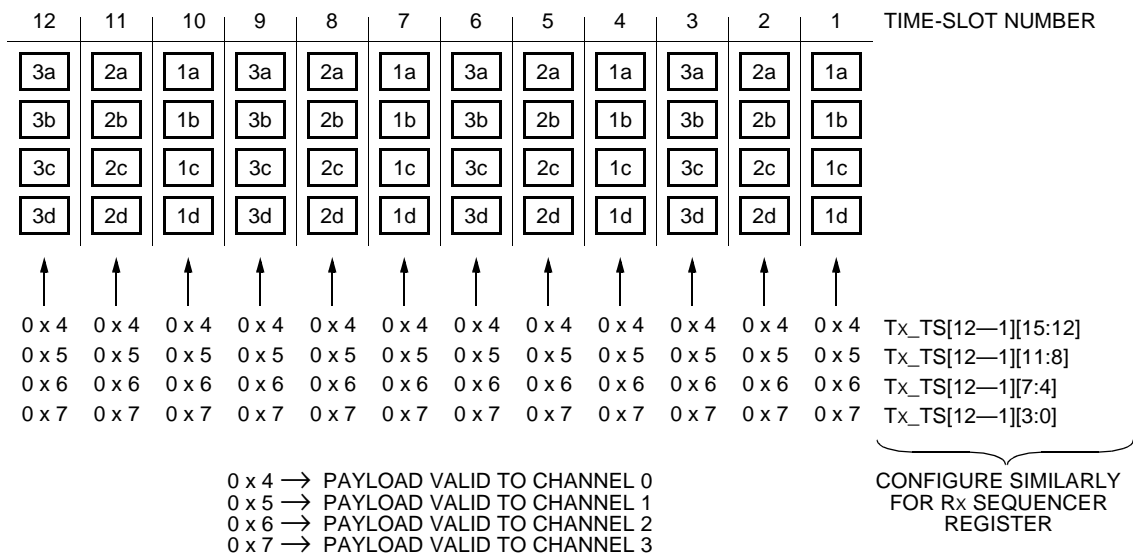 12 11 10 9 8 7 6 5 4 3 2 1 TIME-SLOT NUMBER
3a 2a 1a 3a 2a 1a 3a 2a 1a 3a 2a 1a
3b 2b 1b 3b 2b 1b 3b 2b 1b 3b 2b 1b
3c 2c 1c 3c 2c 1c 3c 2c 1c 3c 2c 1c
3d 2d 1d 3d 2d 1d 3d 2d 1d 3d 2d 1d
0 x 4 0 x 4 0 x 4 0 x 4 0 x 4 0 x 4 0 x 4 0 x 4 0 x 4 0 x 4 0 x 4 0 x 4 Tx_TS[12—1][15:12]
0 x 5 0 x 5 0 x 5 0 x 5 0 x 5 0 x 5 0 x 5 0 x 5 0 x 5 0 x 5 0 x 5 0 x 5 Tx_TS[12—1][11:8]
0 x 6 0 x 6 0 x 6 0 x 6 0 x 6 0 x 6 0 x 6 0 x 6 0 x 6 0 x 6 0 x 6 0 x 6 Tx_TS[12—1][7:4]
0 x 7 0 x 7 0 x 7 0 x 7 0 x 7 0 x 7 0 x 7 0 x 7 0 x 7 0 x 7 0 x 7 0 x 7 Tx_TS[12—1][3:0]
0 x 4 → PAYLOAD VALID TO CHANNEL 0
0 x 5 → PAYLOAD VALID TO CHANNEL 1
0 x 6 → PAYLOAD VALID TO CHANNEL 2
0 x 7 → PAYLOAD VALID TO CHANNEL 3
CONFIGURE SIMILARLY
FOR Rx SEQUENCER
REGISTER